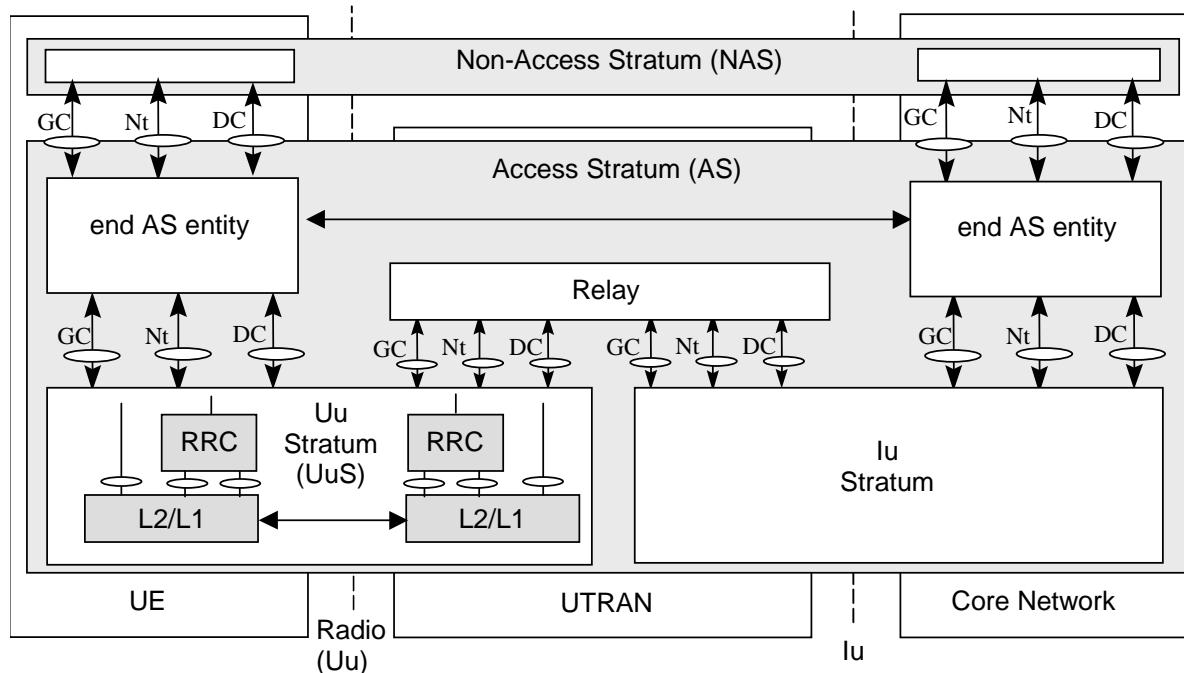 Non-Access Stratum (NAS)
GC Nt DC
GC Nt DC
Access Stratum (AS)
end AS entity
end AS entity
Relay
GC Nt DC
GC Nt DC
GC Nt DC
GC Nt DC
Uu
Stratum
(UuS)
RRC
RRC
L2/L1
L2/L1
Iu
Stratum
UE
UTRAN
Core Network
Radio
(Uu)
Iu